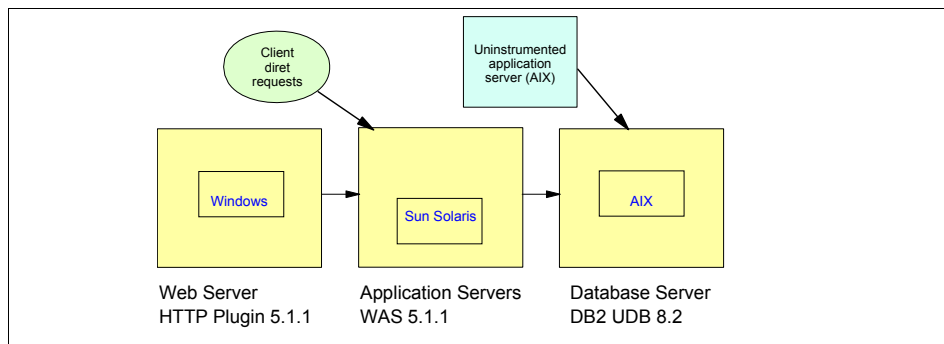 Client
diret
requests
Uninstrumented
application
server (AIX)
Windows
Sun Solaris
AIX
Web Server
HTTP Plugin 5.1.1
Application Servers
WAS 5.1.1
Database Server
DB2 UDB 8.2